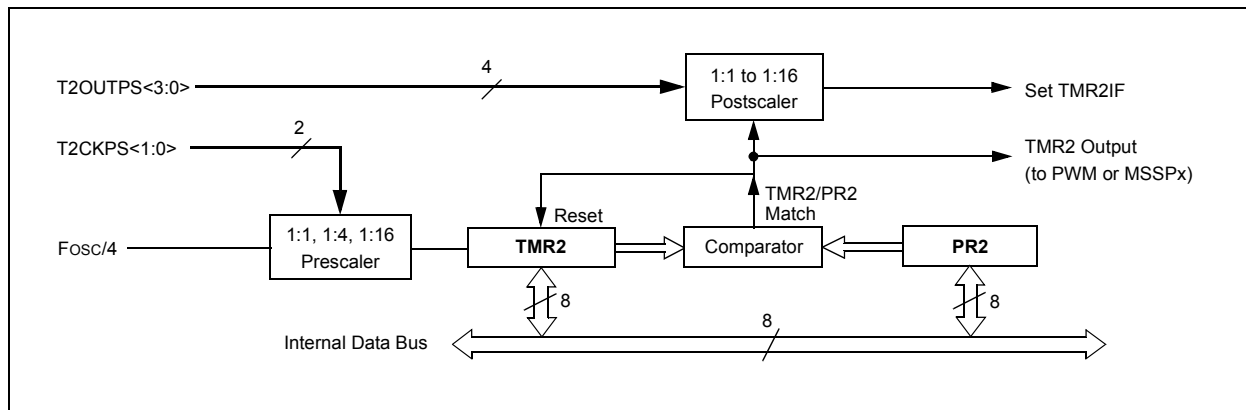 4
1:1 to 1:16
T2OUTPS<3:0>
Postscaler
Set TMR2IF
2
T2CKPS<1:0>
TMR2 Output
(to PWM or MSSPx)
TMR2/PR2
Match
Reset
1:1, 1:4, 1:16
Prescaler
FOSC/4
TMR2
Comparator
PR2
8
8
8
Internal Data Bus